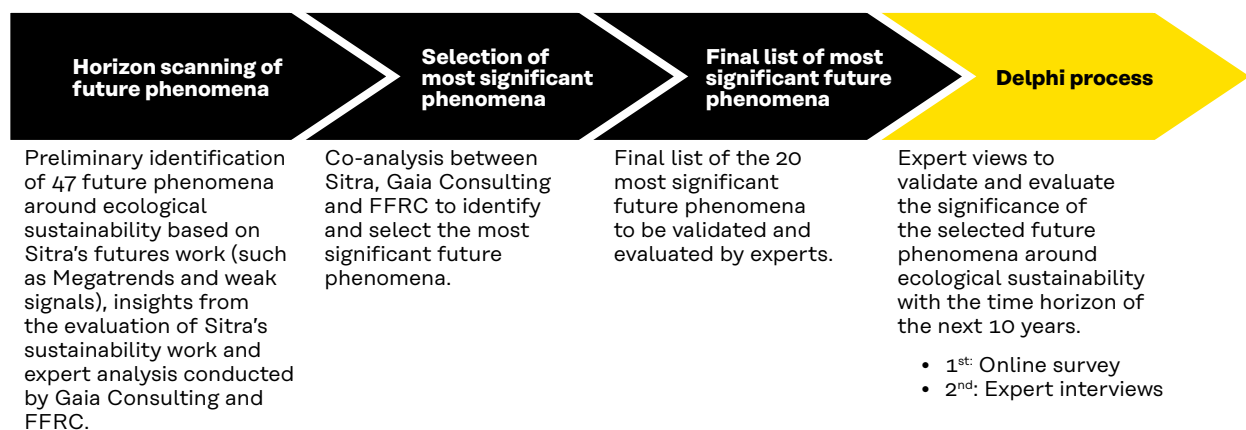 Horizon scanning of
future phenomena
Selection of
most significant
phenomena
Final list of most
significant future
phenomena
Delphi process
Preliminary identification
of 47 future phenomena
around ecological
sustainability based on
Sitra's futures work (such
as Megatrends and weak
signals), insights from
the evaluation of Sitra's
sustainability work and
expert analysis conducted
by Gaia Consulting and
FFRC.
Co-analysis between
Sitra, Gaia Consulting
and FFRC to identify
and select the most
significant future
phenomena.
Final list of the 20
most significant
future phenomena
to be validated and
evaluated by experts.
Expert views to
validate and evaluate
the significance of
the selected future
phenomena around
ecological sustainability
with the time horizon of
the next 10 years.
• 1st: Online survey
• 2nd: Expert interviews